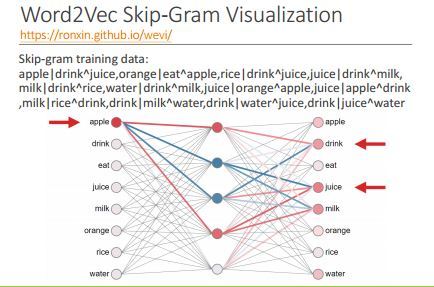 Word2Vec Skip-Gram Visualization
https://ronxin.github.io/wevi/
Skip-gram training data:
apple|drink^juice,orange|eat^apple,rice|drink^juice,juice|drink^milk,
milk|drink^rice,water|drink^milk,juice|orange^apple,juice|apple^drink
,milk|rice^drink,drink|milk^water,drink|water^juice,drink|juice^water
apple
drink
eat
juice
milk
orange
rice
water
apple
drink
eat
juice
milk
orange
rice
water